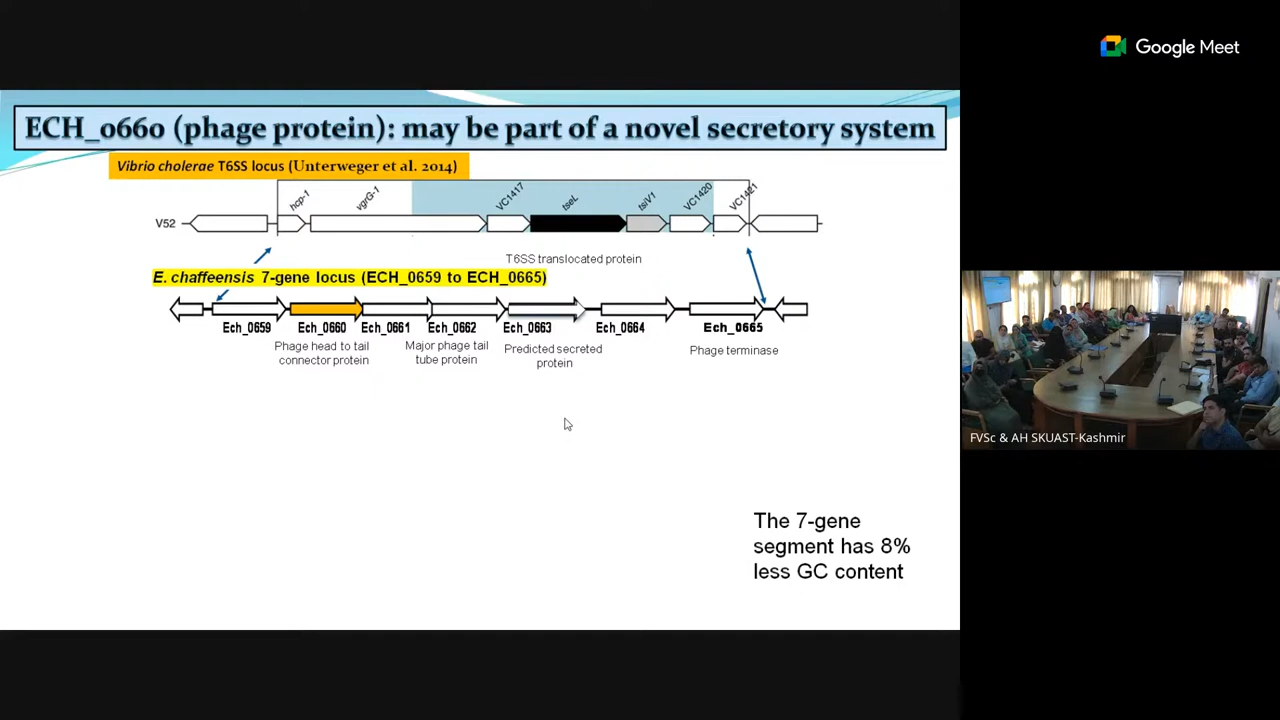 Google Meet
ECH_0660 (phage protein): may be part of a novel secretory system
Vibrio cholerae T6SS locus (Unterweger et al. 2014)
hcp-1 vgrG-1 VC1417 tseL tsiV1 VC1420 VC1421
V52
T6SS translocated protein
E. chaffeensis 7-gene locus (ECH_0659 to ECH_0665)
Ech_0659 Ech_0660 Ech_0661 Ech_0662 Ech_0663 Ech_0664 Ech_0665
Phage head to tail
connector protein
Major phage tail
tube protein
Predicted secreted
protein
Phage terminase
The 7-gene
segment has 8%
less GC content
FVSc & AH SKUAST-Kashmir